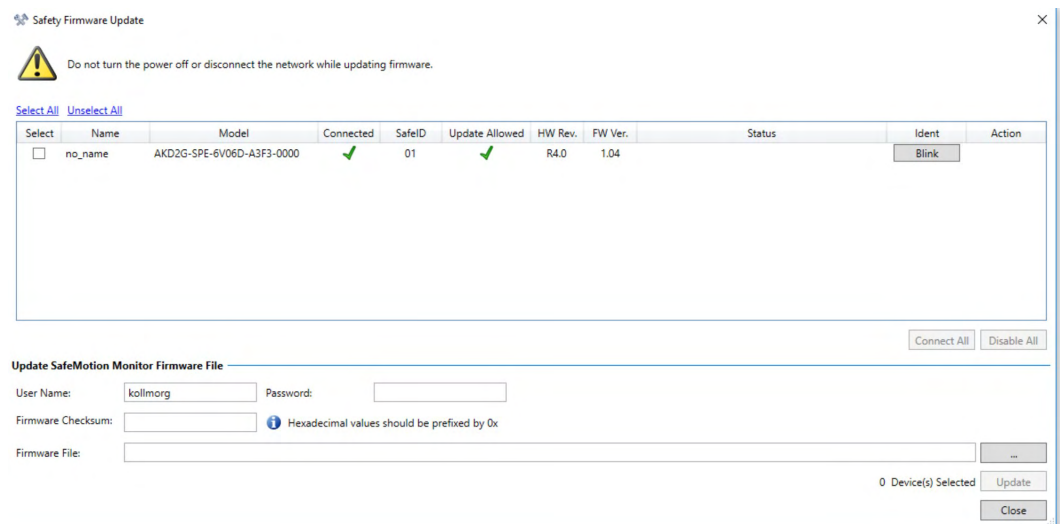 Safety Firmware Update
Do not turn the power off or disconnect the network while updating firmware.
Select All Unselect All
Select Name Model Connected SafeID Update Allowed HW Rev. FW Ver. Status Ident Action
no_name AKD2G-SPE-6V06D-A3F3-0000 01 R4.0 1.04 Blink
Connect All Disable All
Update SafeMotion Monitor Firmware File
User Name: kollmorg Password:
Firmware Checksum: Hexadecimal values should be prefixed by 0x
Firmware File: ...
0 Device(s) Selected Update
Close